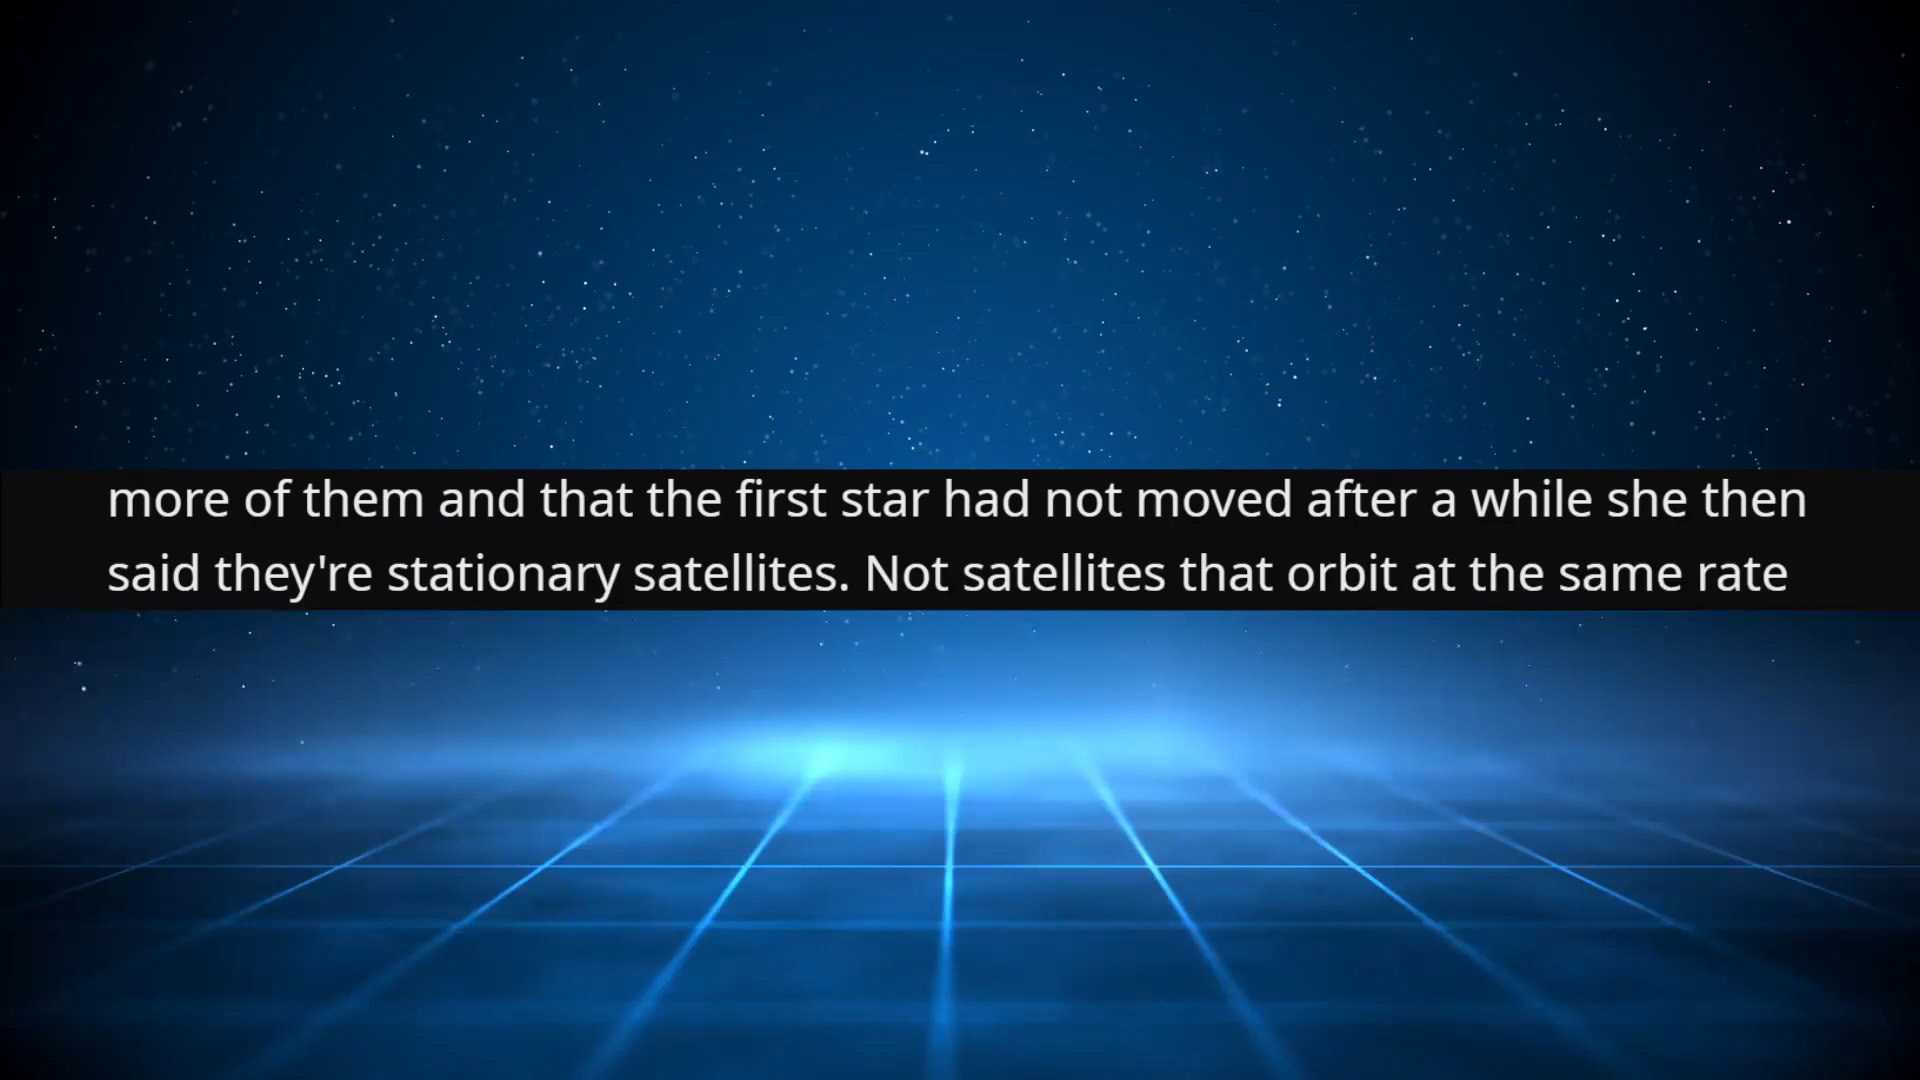 more of them and that the first star had not moved after a while she then
said they're stationary satellites. Not satellites that orbit at the same rate